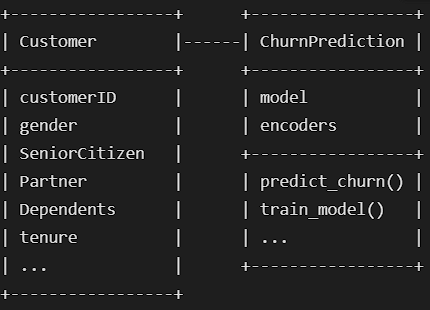 +-----------------+      +-----------------+
| Customer        |------| ChurnPrediction |
+-----------------+      +-----------------+
| customerID      |      | model           |
| gender          |      | encoders        |
| SeniorCitizen   |      +-----------------+
| Partner         |      | predict_churn() |
| Dependents      |      | train_model()   |
| tenure          |      | ...             |
| ...             |      +-----------------+
+-----------------+